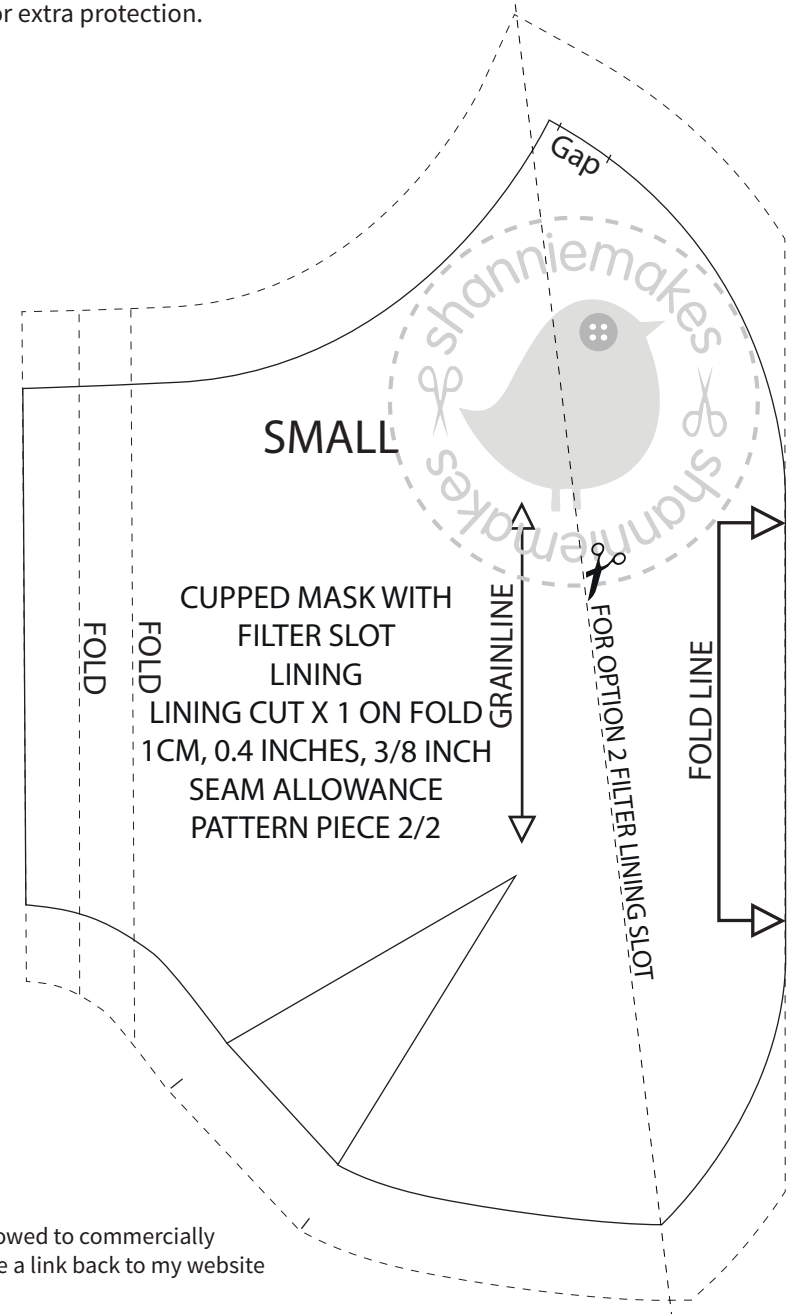 extra protection.
Gap
shanniemakes
shanniemakes
SMALL
CUPPED MASK WITH
FILTER SLOT
LINING
LINING CUT X 1 ON FOLD
1CM, 0.4 INCHES, 3/8 INCH
SEAM ALLOWANCE
PATTERN PIECE 2/2
FOLD
FOLD
GRAINLINE
FOR OPTION 2 FILTER LINING SLOT
FOLD LINE
to commercially
a link back to my website